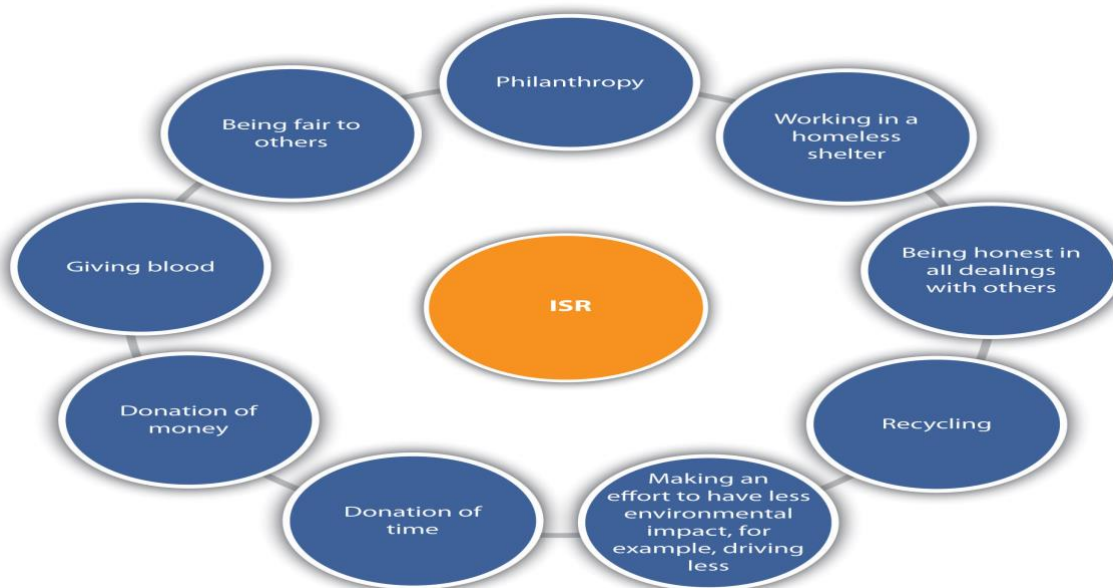 Philanthropy
Working in a
homeless
shelter
Being honest in
all dealings
with others
Recycling
Making an
effort to have less
environmental
impact, for
example, driving
less
Donation of
time
Donation of
money
Giving blood
Being fair to
others
ISR